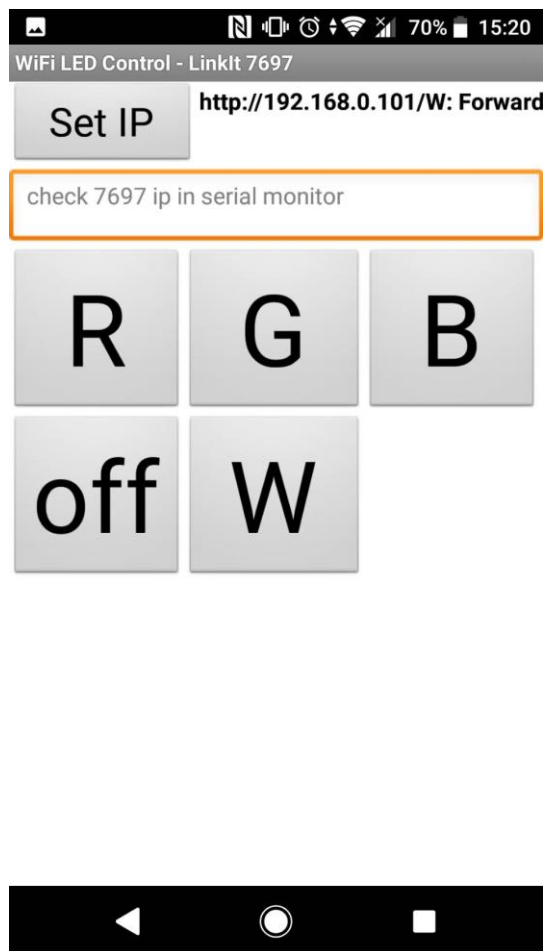 70% 15:20
WiFi LED Control - LinkIt 7697
Set IP
http://192.168.0.101/W: Forward
check 7697 ip in serial monitor
R G B
off W